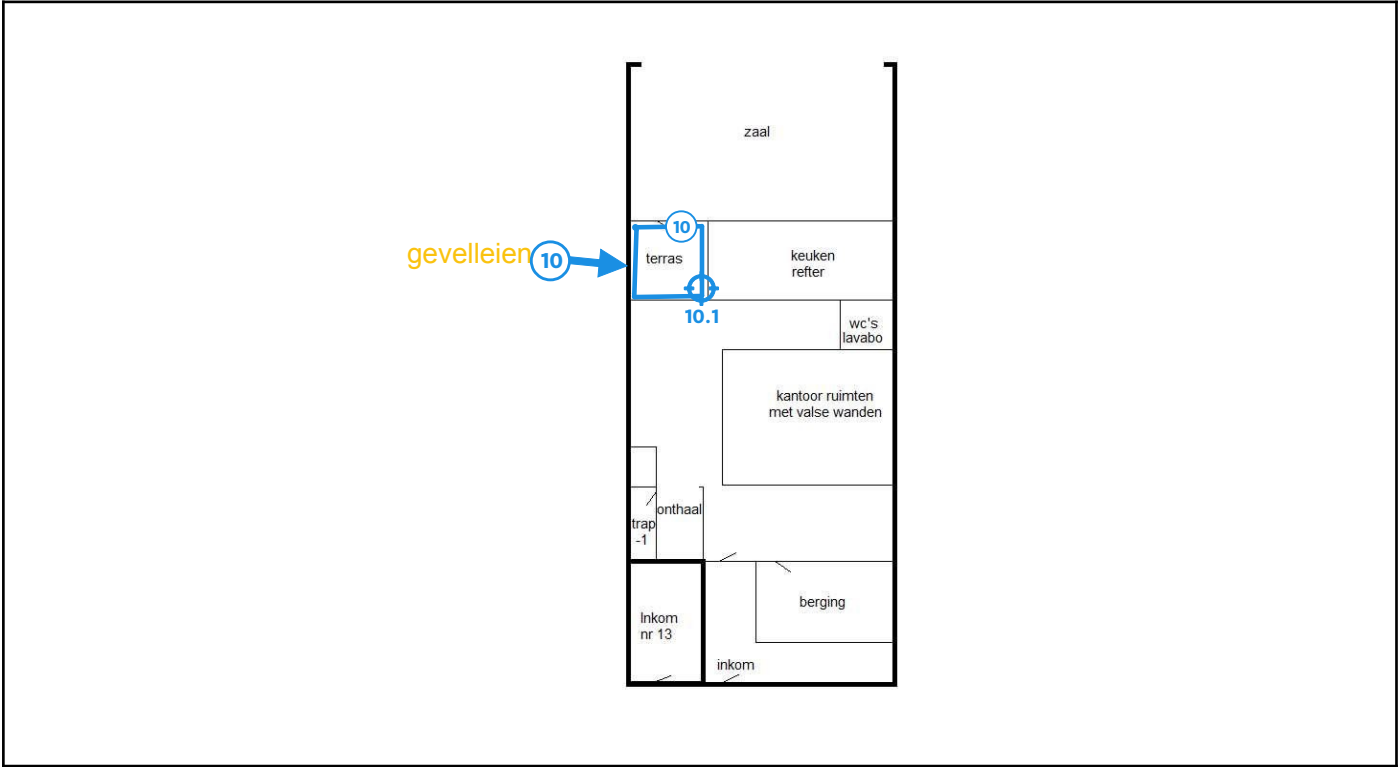 zaal
10
gevelleien
10
terras
keuken
refter
10.1
wc's
lavabo
kantoor ruimten
met valse wanden
onthaal
trap
-1
berging
Inkom
nr 13
inkom